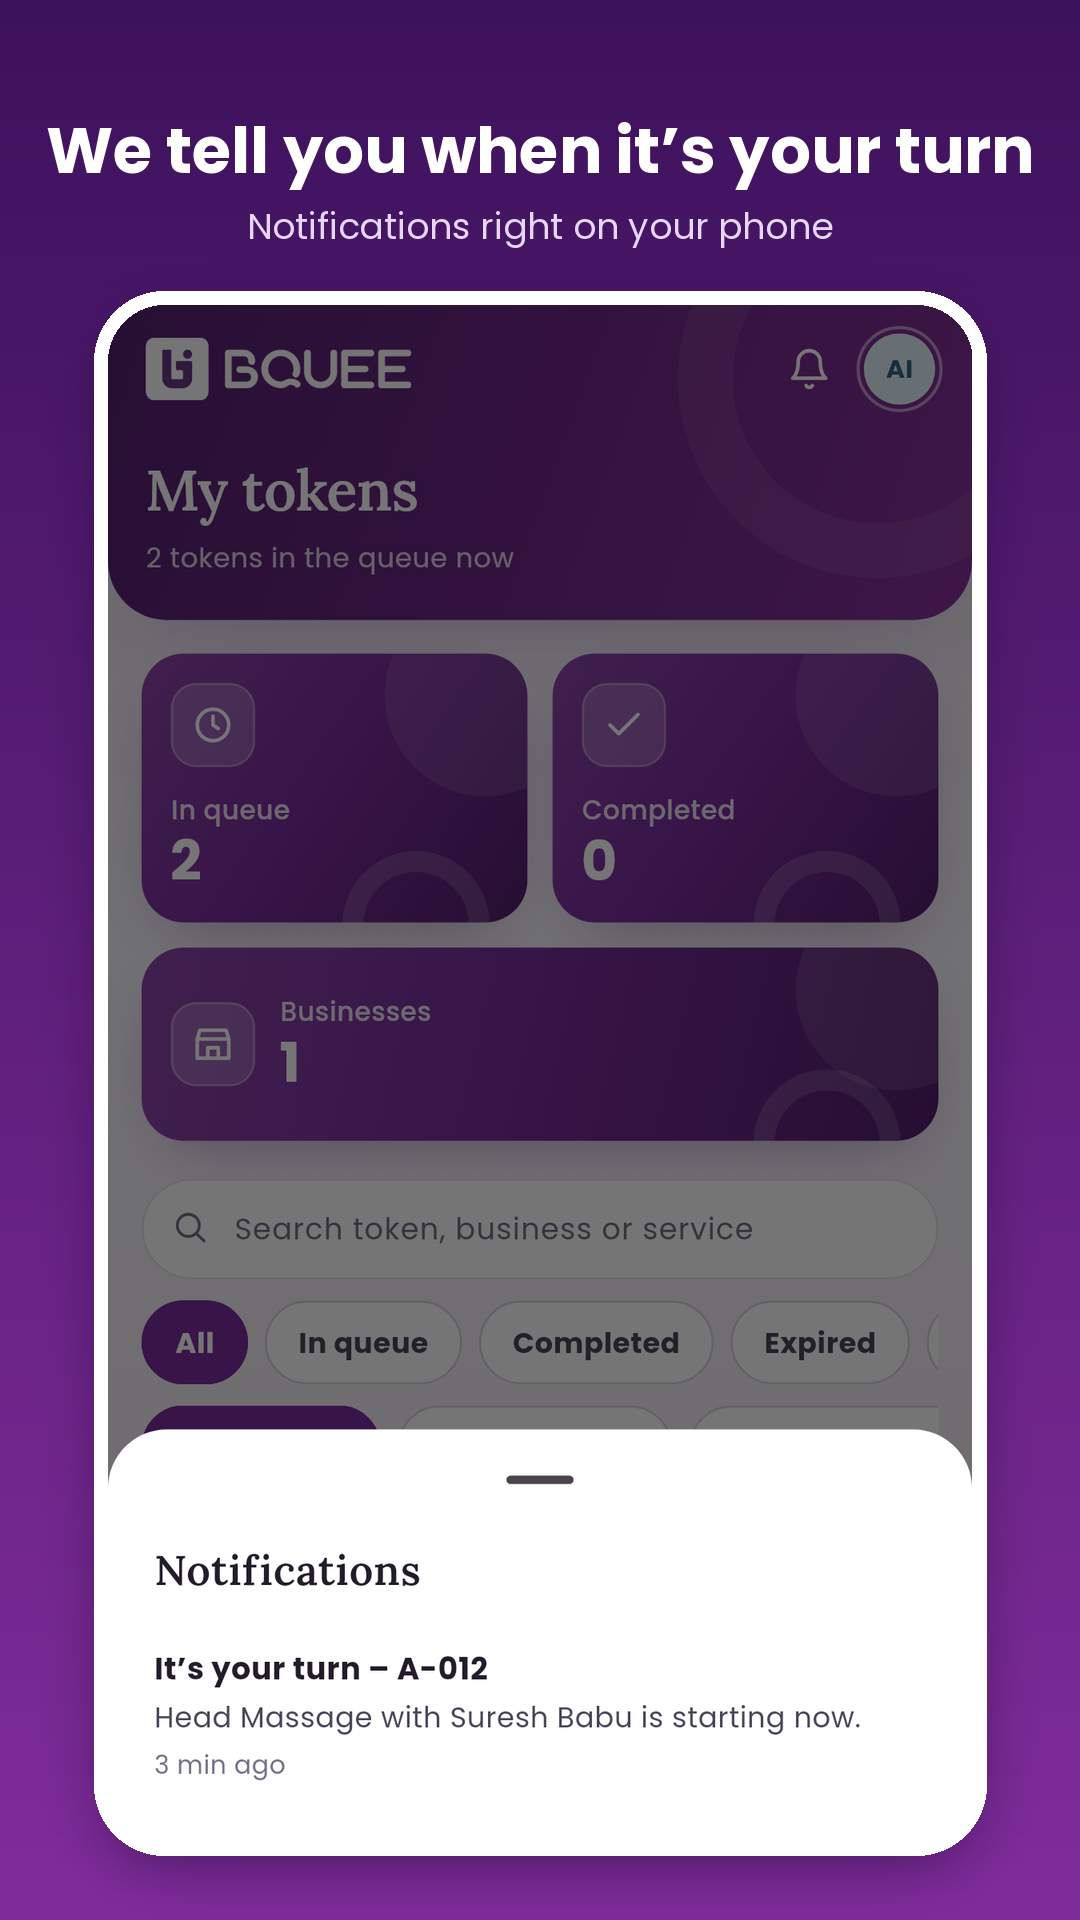 We tell you when it’s your turn
Notifications right on your phone
BQUEE
AI
My tokens
2 tokens in the queue now
In queue
2
Completed
0
Businesses
1
Search token, business or service
All
In queue
Completed
Expired
Notifications
It’s your turn – A-012
Head Massage with Suresh Babu is starting now.
3 min ago